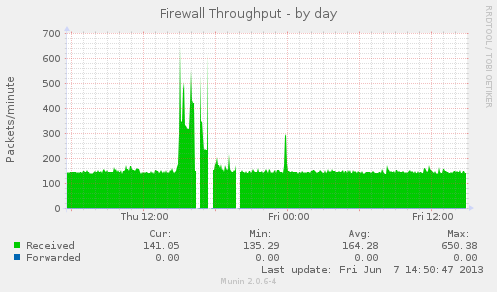 Firewall Throughput - by day
RRDTOOL / TOBI OETIKER
Packets/minute
700
600
500
400
300
200
100
0
Thu 12:00 Fri 00:00 Fri 12:00
Cur: Min: Avg: Max:
Received 141.05 135.29 164.28 650.38
Forwarded 0.00 0.00 0.00 0.00
Last update: Fri Jun 7 14:50:47 2013
Munin 2.0.6-4